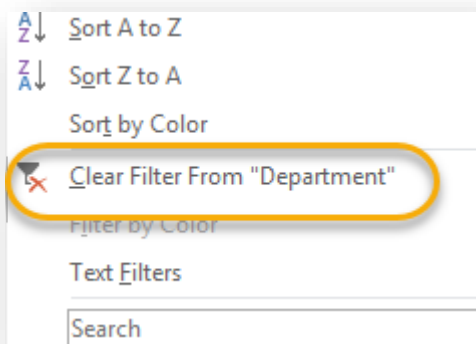 Sort A to Z
Sort Z to A
Sort by Color
Clear Filter From "Department"
Filter by Color
Text Filters
Search